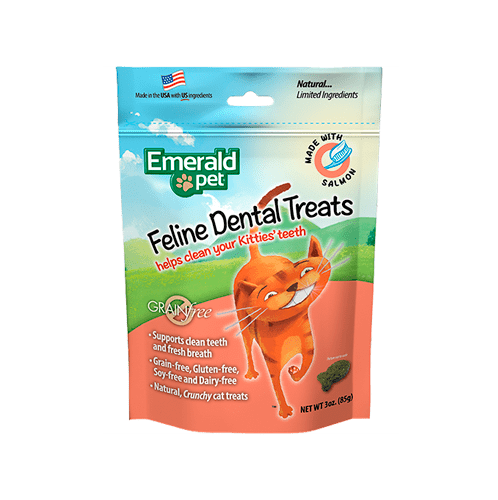 Made in the USA with US ingredients
Natural...
Limited Ingredients
MADE WITH
SALMON
Emerald
pet
Feline Dental Treats
helps clean your Kitties' teeth
GRAIN free
• Supports clean teeth
and fresh breath
• Grain-free, Gluten-free,
Soy-free and Dairy-free
• Natural, Crunchy cat treats
NET WT 3oz. (85g)